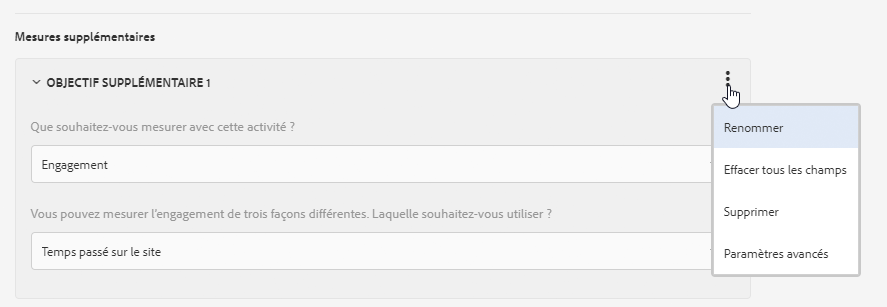 Mesures supplémentaires
OBJECTIF SUPPLÉMENTAIRE 1
Que souhaitez-vous mesurer avec cette activité ?
Engagement
Vous pouvez mesurer l'engagement de trois façons différentes. Laquelle souhaitez-vous utiliser ?
Temps passé sur le site
Renommer
Effacer tous les champs
Supprimer
Paramètres avancés